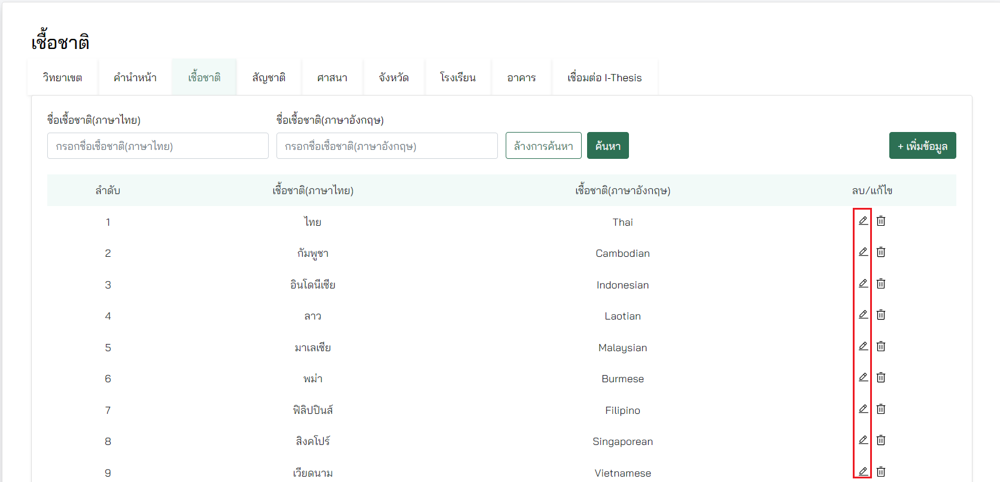 เชื้อชาติ
วิทยาเขต คำนำหน้า เชื้อชาติ สัญชาติ ศาสนา จังหวัด โรงเรียน อาคาร เชื่อมต่อ I-Thesis
ชื่อเชื้อชาติ(ภาษาไทย) ชื่อเชื้อชาติ(ภาษาอังกฤษ)
กรอกชื่อเชื้อชาติ(ภาษาไทย) กรอกชื่อเชื้อชาติ(ภาษาอังกฤษ) ล้างการค้นหา ค้นหา + เพิ่มข้อมูล
ลำดับ เชื้อชาติ(ภาษาไทย) เชื้อชาติ(ภาษาอังกฤษ) ลบ/แก้ไข
1 ไทย Thai
2 กัมพูชา Cambodian
3 อินโดนีเซีย Indonesian
4 ลาว Laotian
5 มาเลเซีย Malaysian
6 พม่า Burmese
7 ฟิลิปปินส์ Filipino
8 สิงคโปร์ Singaporean
9 เวียดนาม Vietnamese